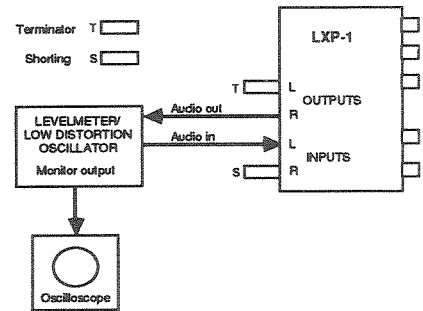 Terminator T
Shorting S
LXP-1
T L
OUTPUTS
R
Audio out
Audio in
L
INPUTS
S R
LEVELMETER/
LOW DISTORTION
OSCILLATOR
Monitor output
Oscilloscope